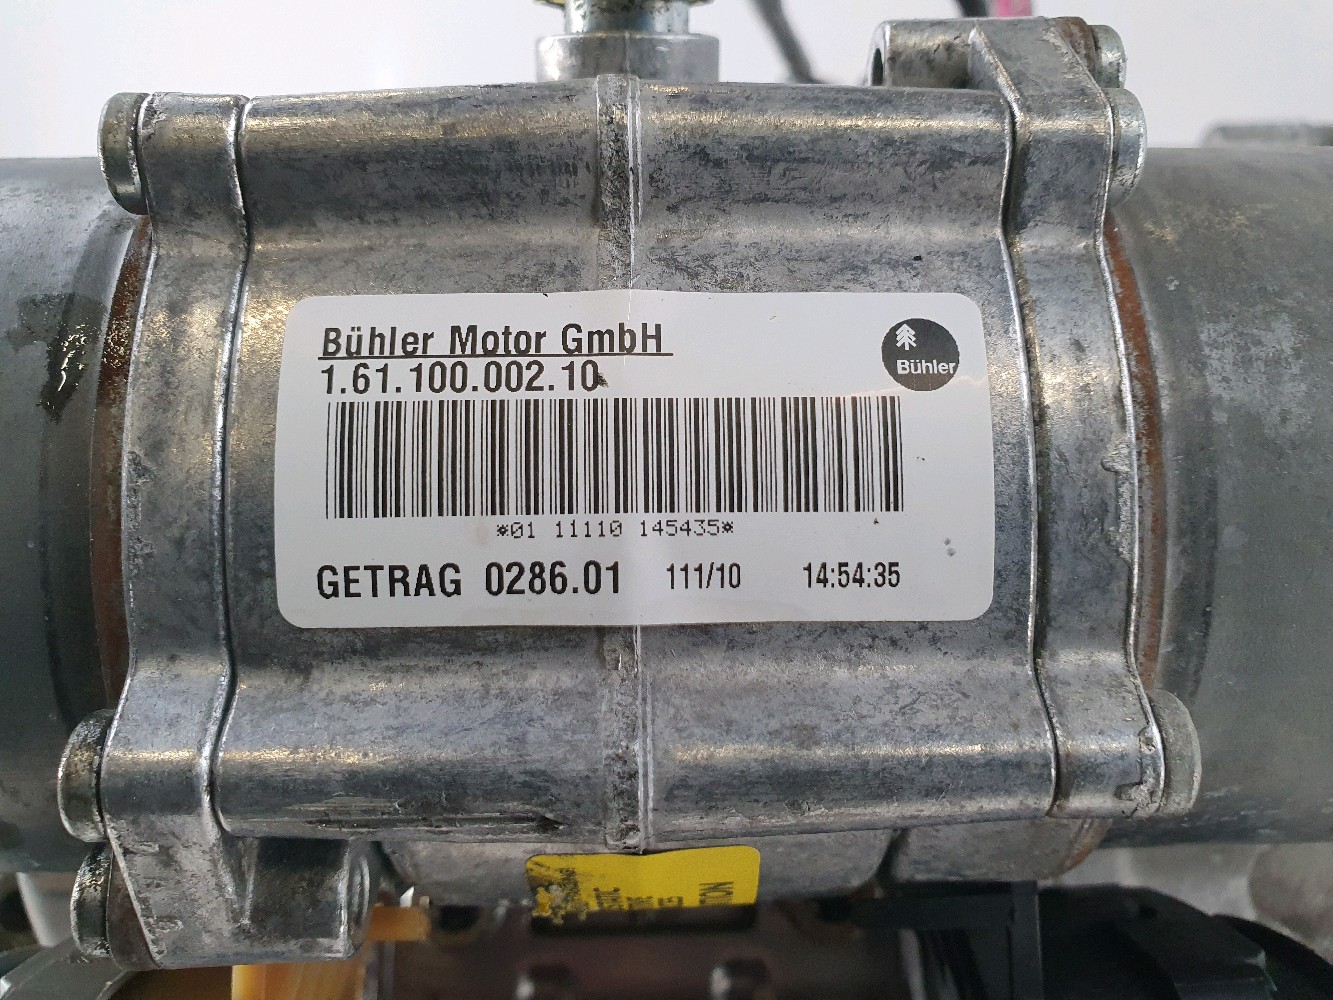 Bühler Motor GmbH
Bühler
1.61.100.002.10
*01 11110 145435*
GETRAG 0286.01 111/10 14:54:35